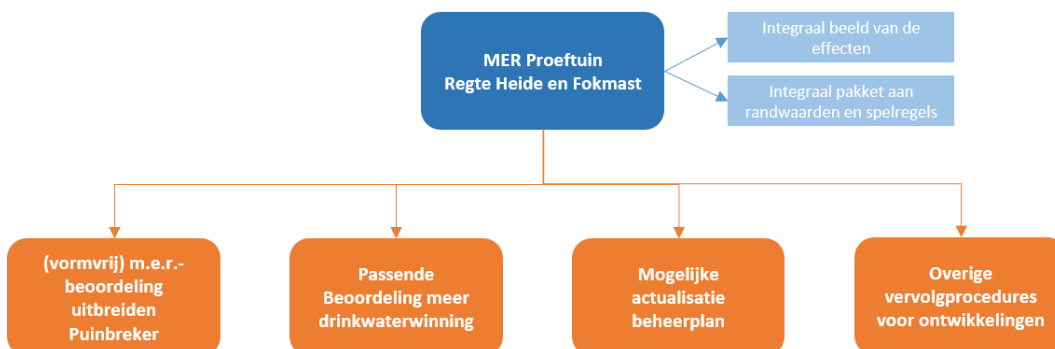 MER Proeftuin
Regte Heide en Fokmast
Integraal beeld van de
effecten
Integraal pakket aan
randwaarden en spelregels
(vormvrij) m.e.r.-
beoordeling
uitbreiden
Puinbreker
Passende
Beoordeling meer
drinkwaterwinning
Mogelijke
actualisatie
beheerplan
Overige
vervolgprocedures
voor ontwikkelingen